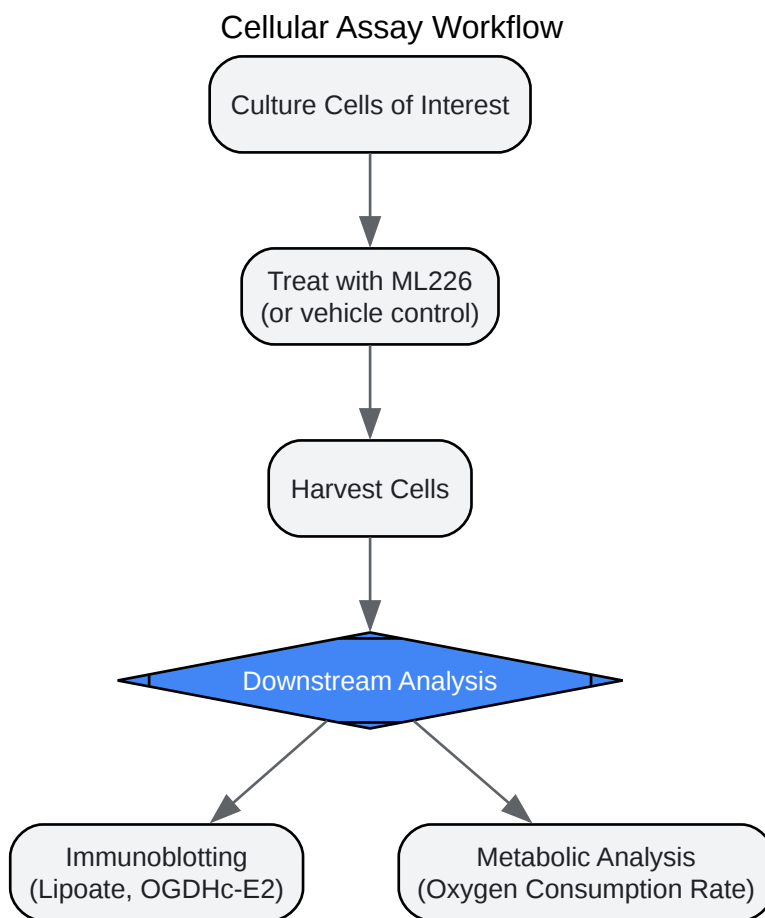 Cellular Assay Workflow
Culture Cells of Interest
Treat with ML226
(or vehicle control)
Harvest Cells
Downstream Analysis
Immunoblotting
(Lipoate, OGDHc-E2)
Metabolic Analysis
(Oxygen Consumption Rate)